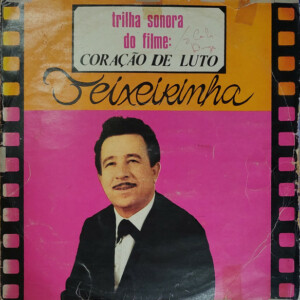 trilha sonora
do filme:
CORAÇÃO DE LUTO
Teixeirinha